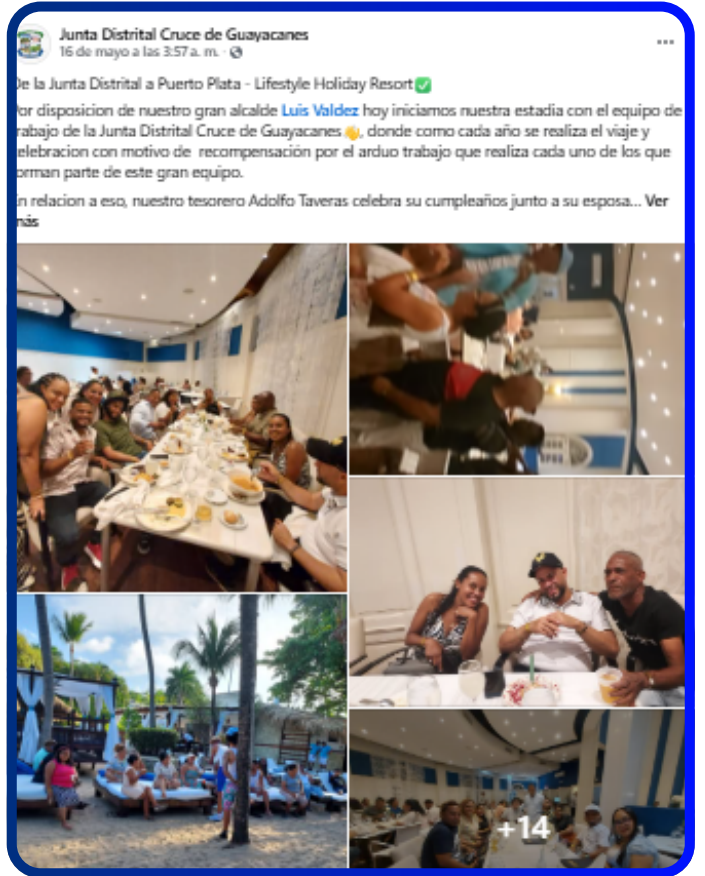 Junta Distrital Cruce de Guayacanes
16 de mayo a las 3:57 a. m. ·
De la Junta Distrital a Puerto Plata - Lifestyle Holiday Resort✅
Por disposicion de nuestro gran alcalde Luis Valdez hoy iniciamos nuestra estadia con el equipo de
trabajo de la Junta Distrital Cruce de Guayacanes👋, donde como cada año se realiza el viaje y
celebracion con motivo de recompensación por el arduo trabajo que realiza cada uno de los que
forman parte de este gran equipo.
En relacion a eso, nuestro tesorero Adolfo Taveras celebra su cumpleaños junto a su esposa... Ver
más
+14